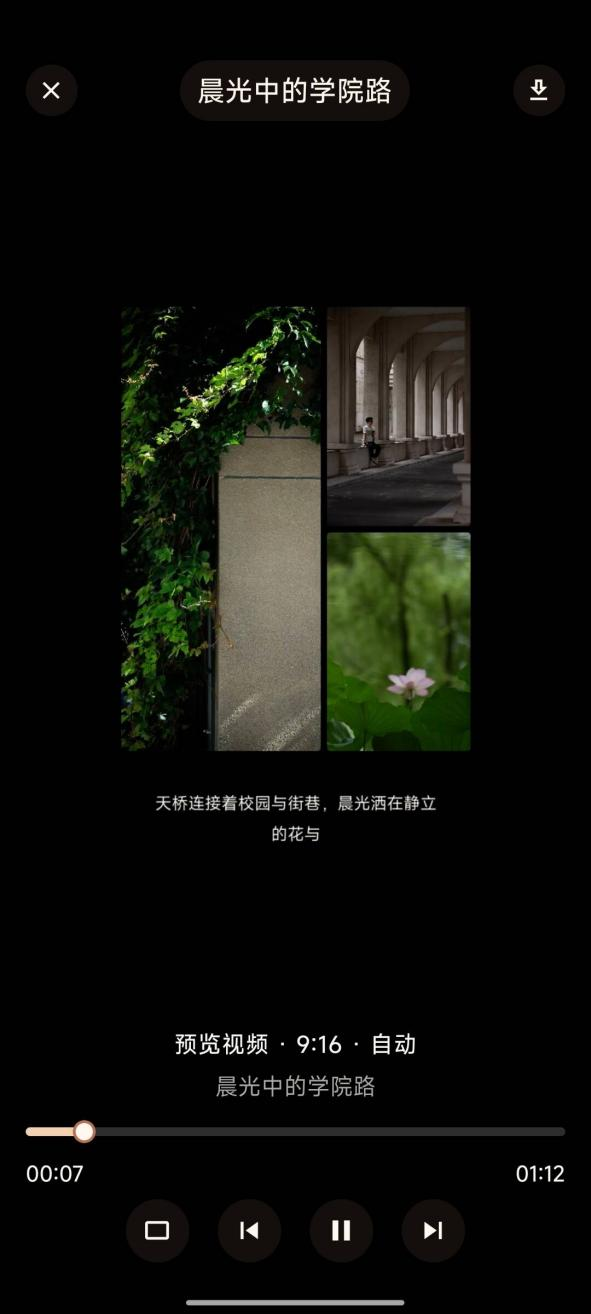 晨光中的学院路
天桥连接着校园与街巷，晨光洒在静立
的花与
预览视频 · 9:16 · 自动
晨光中的学院路
00:07
01:12